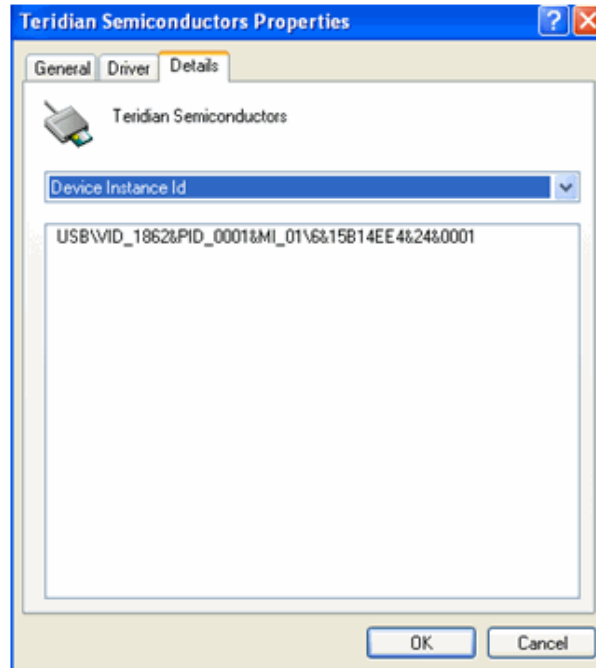 Teridian Semiconductors Properties
General Driver Details
Teridian Semiconductors
Device Instance Id
USB\VID_1862&PID_0001&MI_01\6&15B14EE4&24&0001
OK Cancel